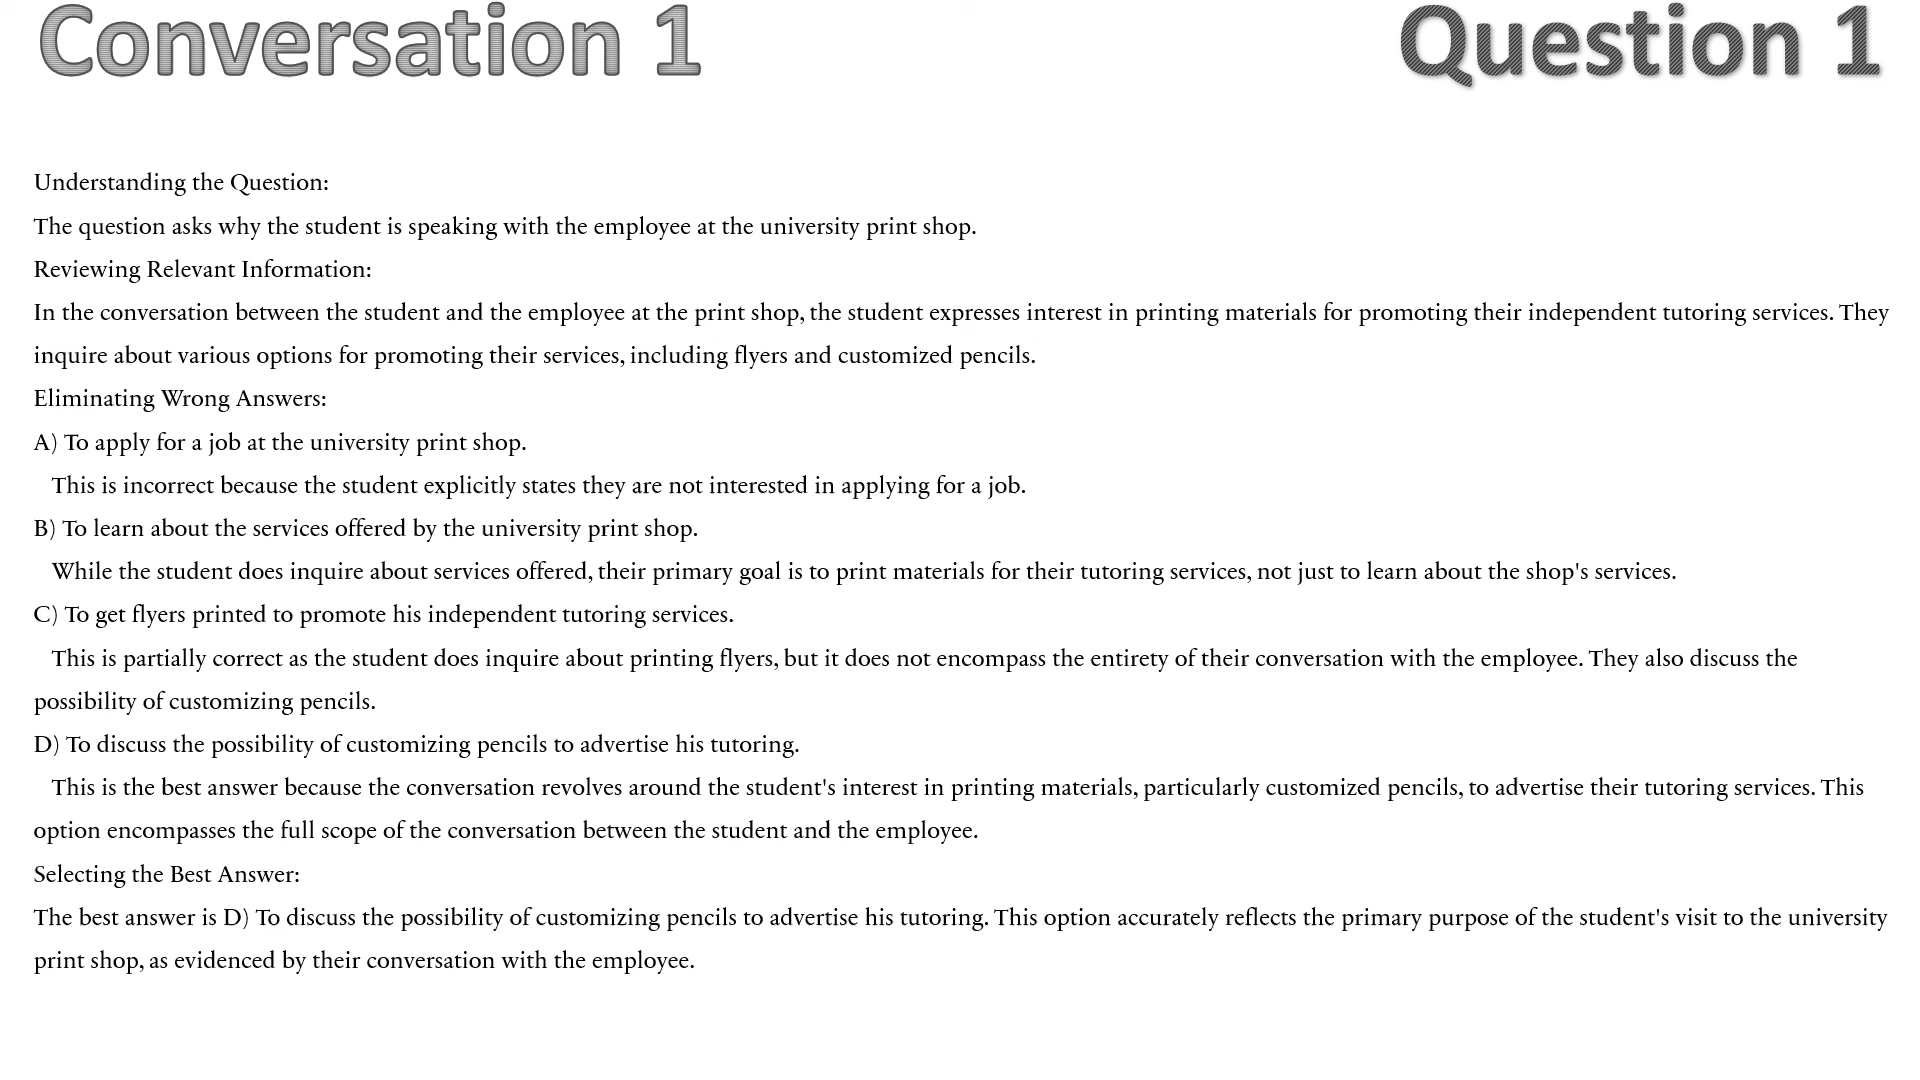 Conversation 1
Question 1
Understanding the Question:
The question asks why the student is speaking with the employee at the university print shop.
Reviewing Relevant Information:
In the conversation between the student and the employee at the print shop, the student expresses interest in printing materials for promoting their independent tutoring services. They
inquire about various options for promoting their services, including flyers and customized pencils.
Eliminating Wrong Answers:
A) To apply for a job at the university print shop.
This is incorrect because the student explicitly states they are not interested in applying for a job.
B) To learn about the services offered by the university print shop.
While the student does inquire about services offered, their primary goal is to print materials for their tutoring services, not just to learn about the shop's services.
C) To get flyers printed to promote his independent tutoring services.
This is partially correct as the student does inquire about printing flyers, but it does not encompass the entirety of their conversation with the employee. They also discuss the
possibility of customizing pencils.
D) To discuss the possibility of customizing pencils to advertise his tutoring.
This is the best answer because the conversation revolves around the student's interest in printing materials, particularly customized pencils, to advertise their tutoring services. This
option encompasses the full scope of the conversation between the student and the employee.
Selecting the Best Answer:
The best answer is D) To discuss the possibility of customizing pencils to advertise his tutoring. This option accurately reflects the primary purpose of the student's visit to the university
print shop, as evidenced by their conversation with the employee.